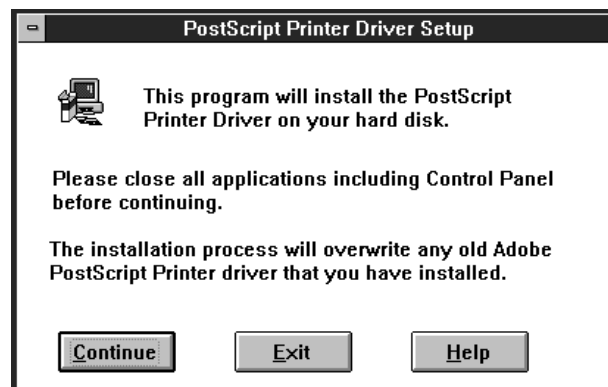 PostScript Printer Driver Setup
This program will install the PostScript
Printer Driver on your hard disk.
Please close all applications including Control Panel
before continuing.
The installation process will overwrite any old Adobe
PostScript Printer driver that you have installed.
Continue Exit Help